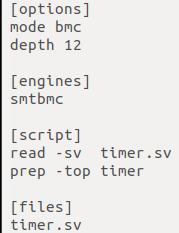 [options]
mode bmc
depth 12

[engines]
smtbmc

[script]
read -sv  timer.sv
prep -top timer

[files]
timer.sv